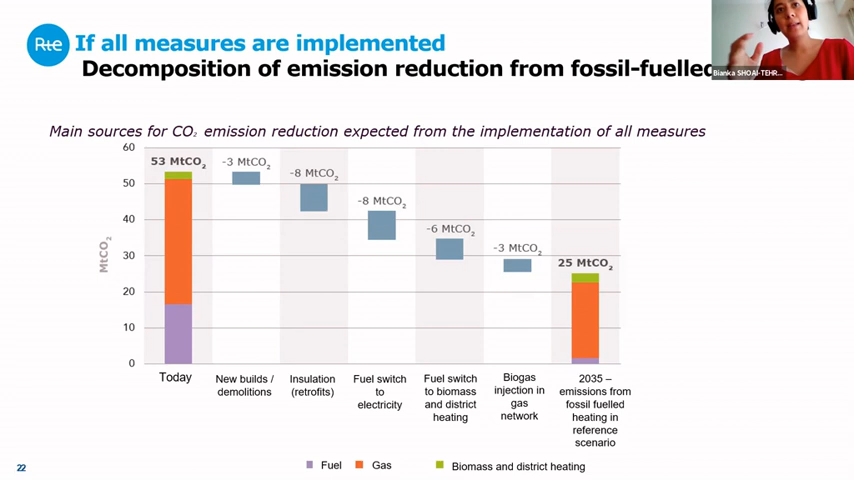 Rte
If all measures are implemented
Decomposition of emission reduction from fossil-fuelled
Bianka SHOAI-TEHR...
Main sources for CO₂ emission reduction expected from the implementation of all measures
MtCO₂
60
50
40
30
20
10
0
53 MtCO₂
-3 MtCO₂
-8 MtCO₂
-8 MtCO₂
-6 MtCO₂
-3 MtCO₂
25 MtCO₂
Today
New builds /
demolitions
Insulation
(retrofits)
Fuel switch
to
electricity
Fuel switch
to biomass
and district
heating
Biogas
injection in
gas
network
2035 –
emissions from
fossil fuelled
heating in
reference
scenario
Fuel
Gas
Biomass and district heating
22